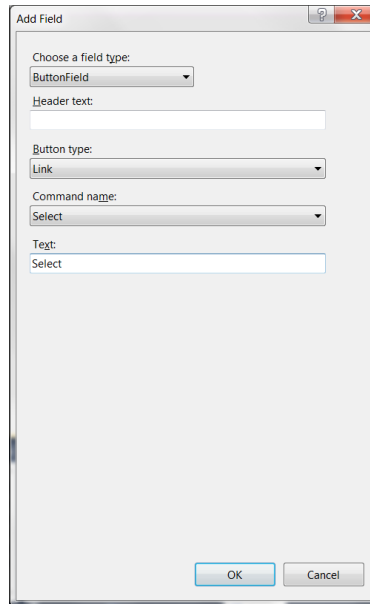 Add Field
Choose a field type:
ButtonField
Header text:
Button type:
Link
Command name:
Select
Text:
Select
OK Cancel